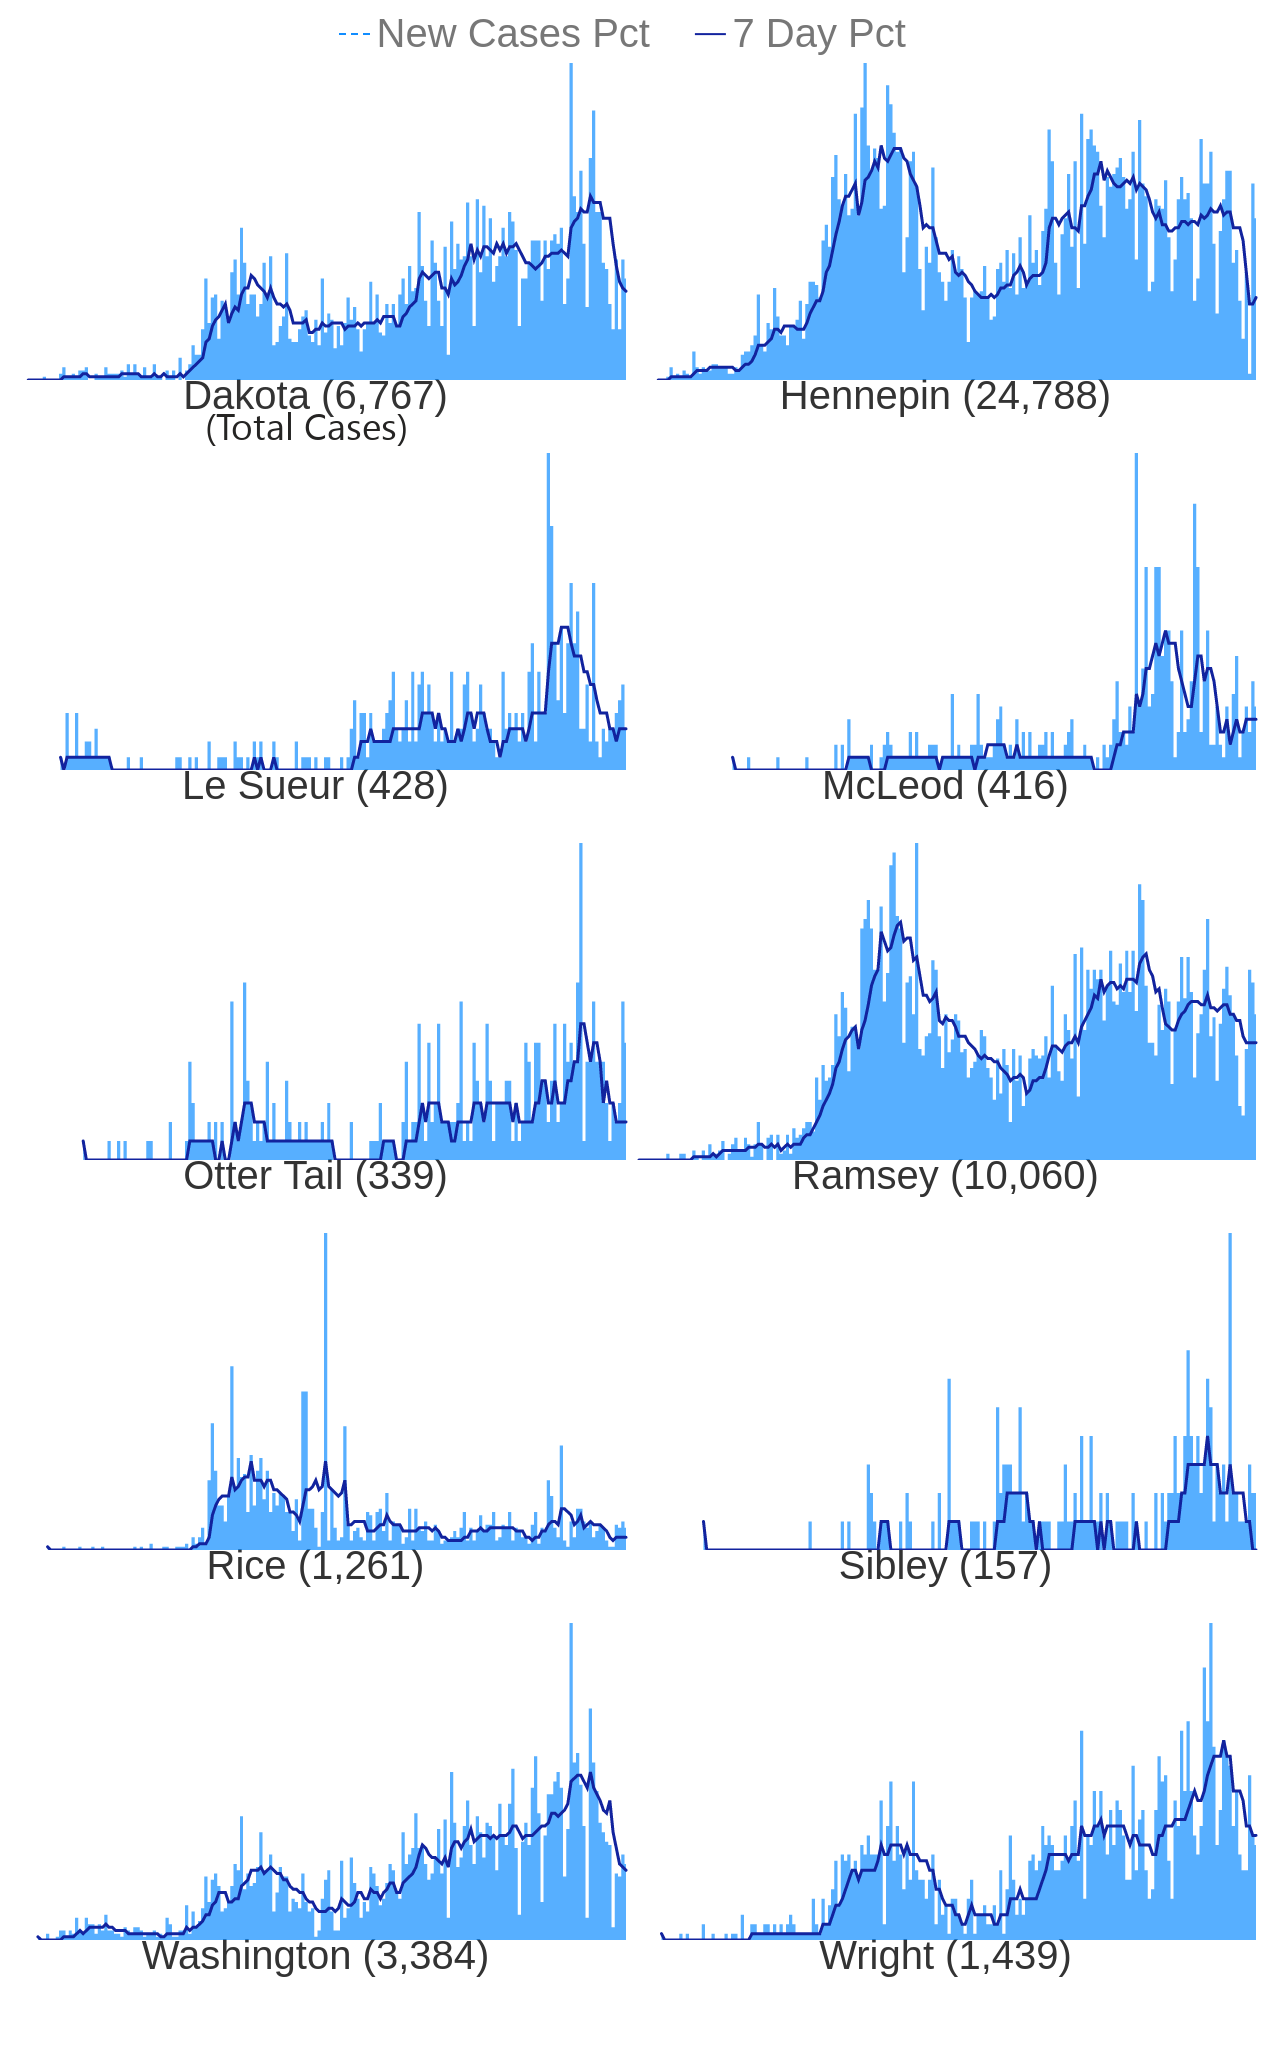 New Cases Pct 7 Day Pct
Dakota (6,767) Hennepin (24,788)
(Total Cases)
Le Sueur (428) McLeod (416)
Otter Tail (339) Ramsey (10,060)
Rice (1,261) Sibley (157)
Washington (3,384) Wright (1,439)